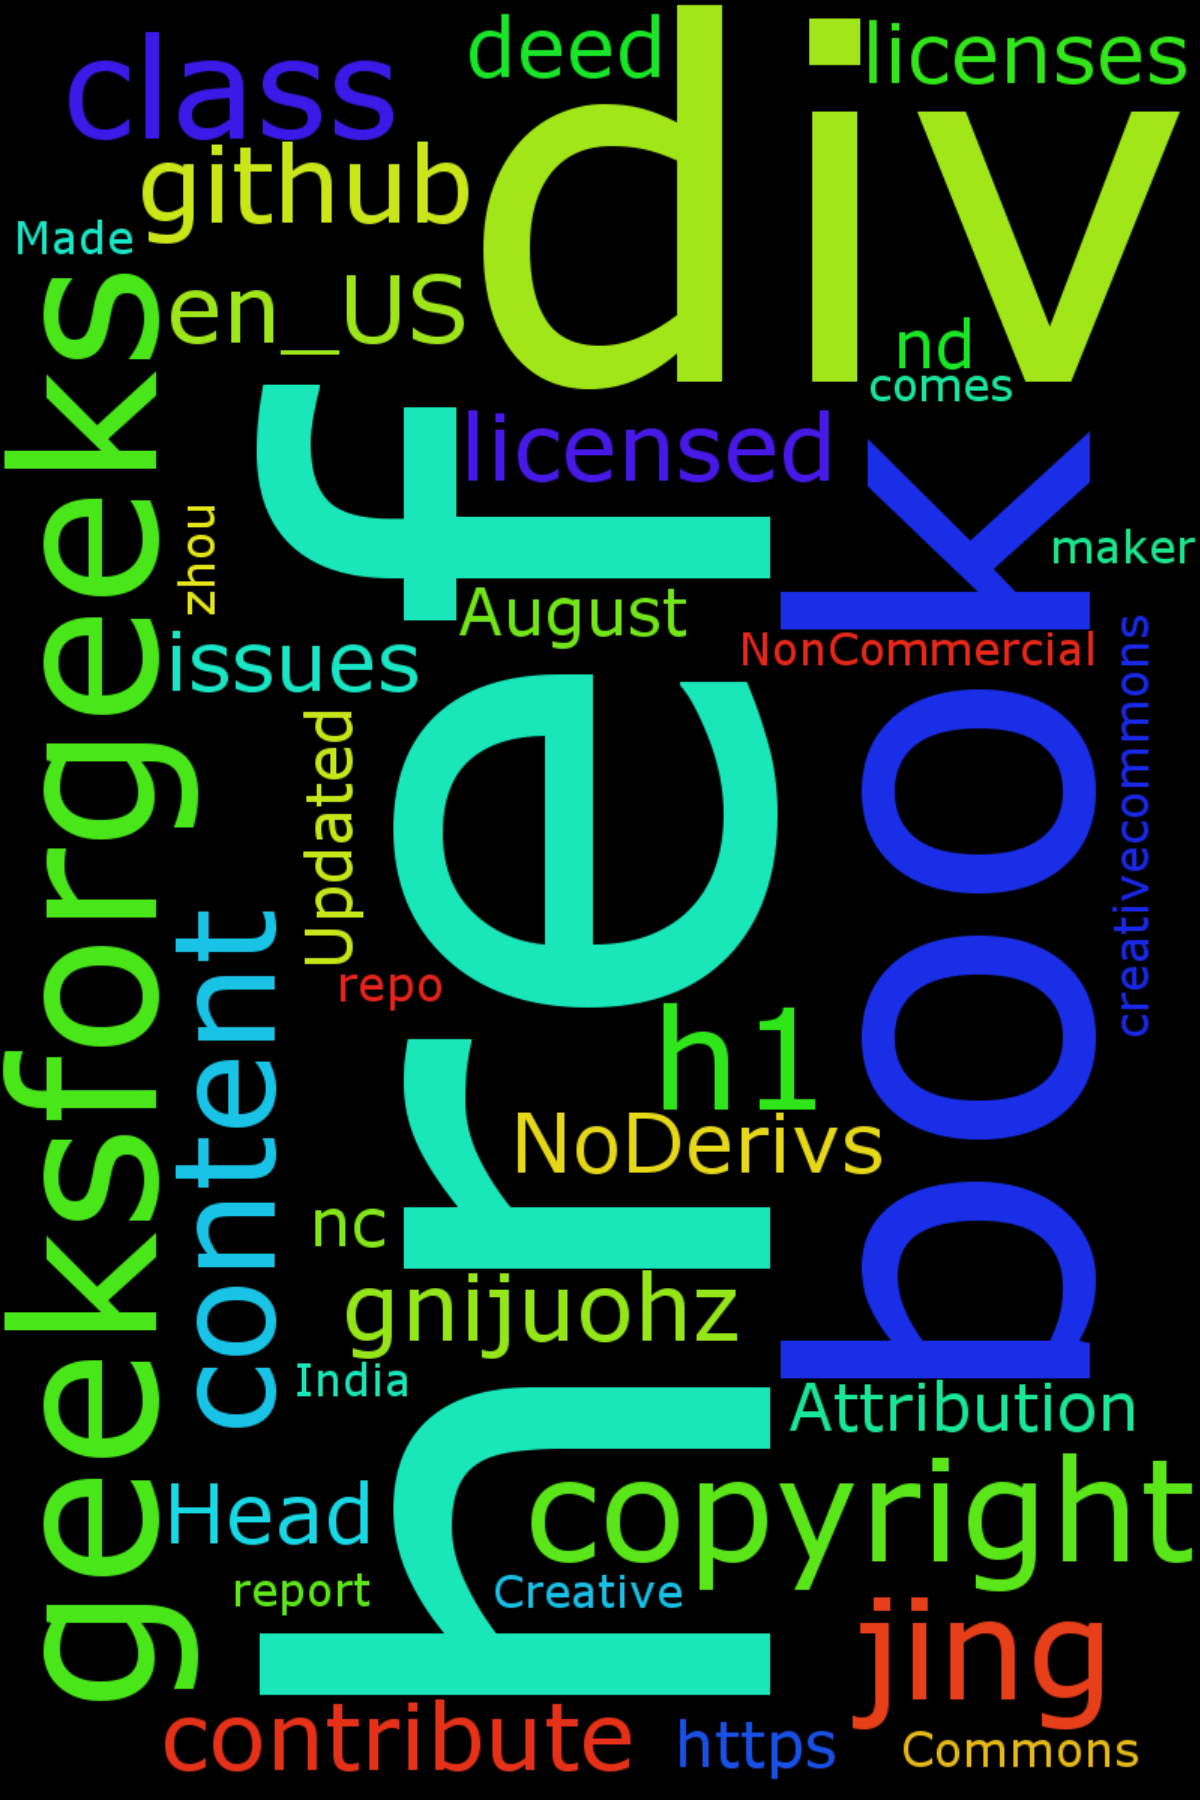 class
deed
div
licenses
github
Made
en_US
nd
comes
geeksforgeeks
href
licensed
book
zhou
maker
August
NonCommercial
creativecommons
issues
Updated
content
repo
h1
NoDerivs
nc
gnijuohz
India
Attribution
Head
copyright
report
Creative
jing
contribute
https
Commons